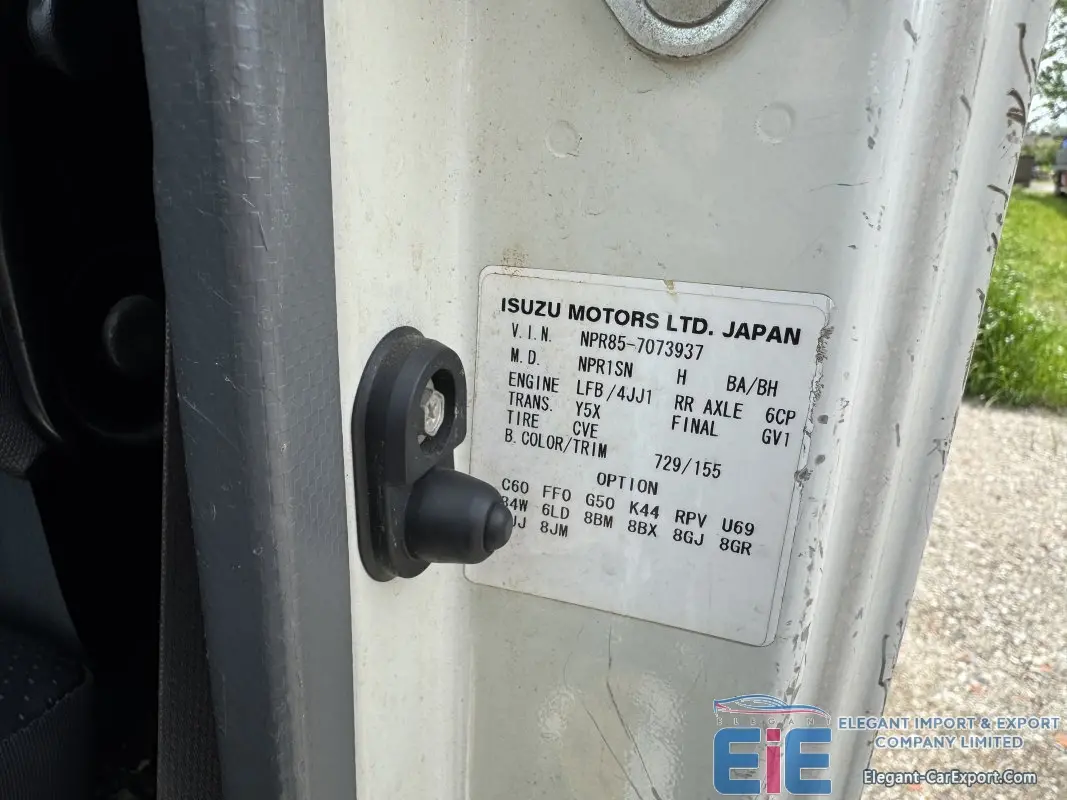 ISUZU MOTORS LTD. JAPAN
V.I.N. NPR85-7073937
M.D. NPR1SN H BA/BH
ENGINE LFB/4JJ1 RR AXLE 6CP
TRANS. Y5X FINAL GV1
TIRE CVE
B.COLOR/TRIM 729/155
OPTION
C60 FF0 G50 K44 RPV U69
6LD 8BM 8BX 8GJ 8GR
8JM
ELEGANT
EiE
ELEGANT IMPORT & EXPORT
COMPANY LIMITED
Elegant-CarExport.Com